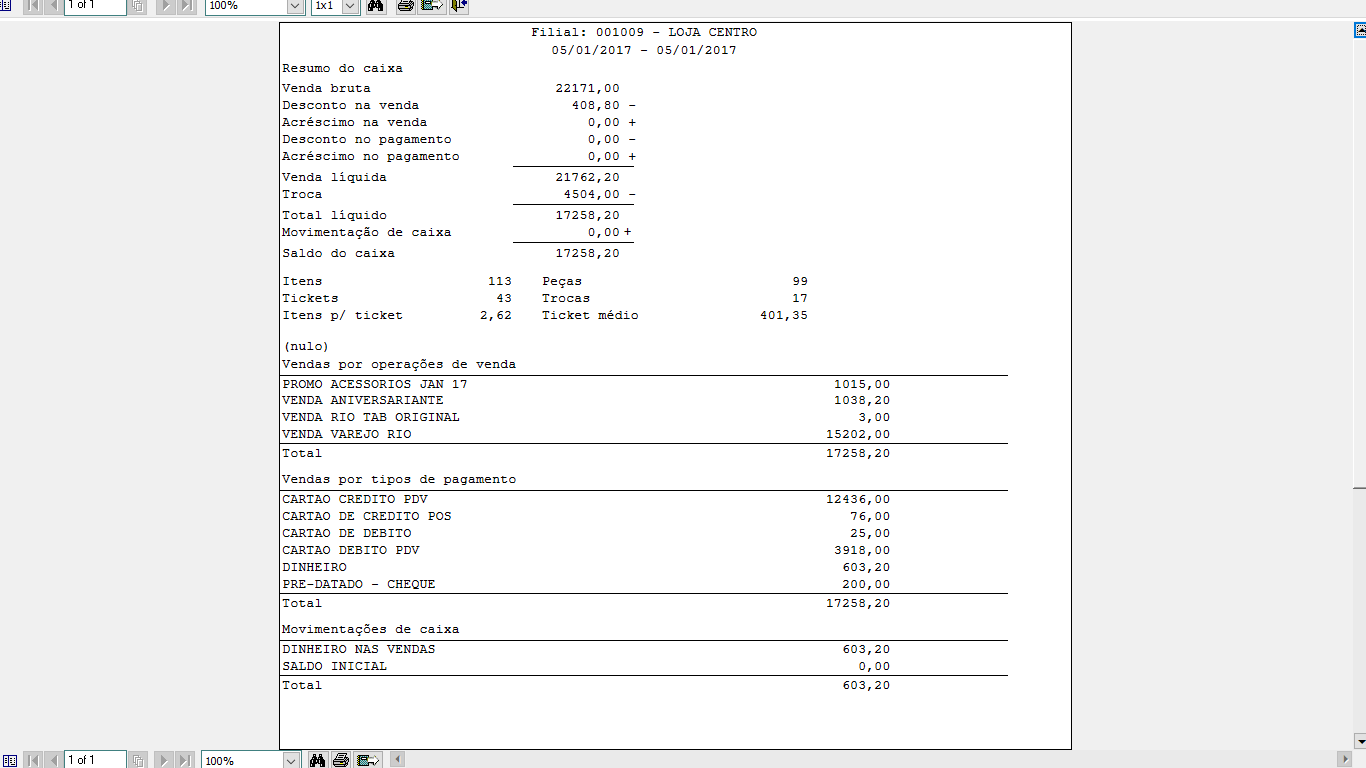 1 of 1 100% 1x1
Filial: 001009 - LOJA CENTRO
05/01/2017 - 05/01/2017
Resumo do caixa
Venda bruta 22171,00
Desconto na venda 408,80 -
Acréscimo na venda 0,00 +
Desconto no pagamento 0,00 -
Acréscimo no pagamento 0,00 +
Venda líquida 21762,20
Troca 4504,00 -
Total líquido 17258,20
Movimentação de caixa 0,00 +
Saldo do caixa 17258,20
Itens 113 Peças 99
Tickets 43 Trocas 17
Itens p/ ticket 2,62 Ticket médio 401,35
(nulo)
Vendas por operações de venda
PROMO ACESSORIOS JAN 17 1015,00
VENDA ANIVERSARIANTE 1038,20
VENDA RIO TAB ORIGINAL 3,00
VENDA VAREJO RIO 15202,00
Total 17258,20
Vendas por tipos de pagamento
CARTAO CREDITO PDV 12436,00
CARTAO DE CREDITO POS 76,00
CARTAO DE DEBITO 25,00
CARTAO DEBITO PDV 3918,00
DINHEIRO 603,20
PRE-DATADO - CHEQUE 200,00
Total 17258,20
Movimentações de caixa
DINHEIRO NAS VENDAS 603,20
SALDO INICIAL 0,00
Total 603,20
1 of 1 100%